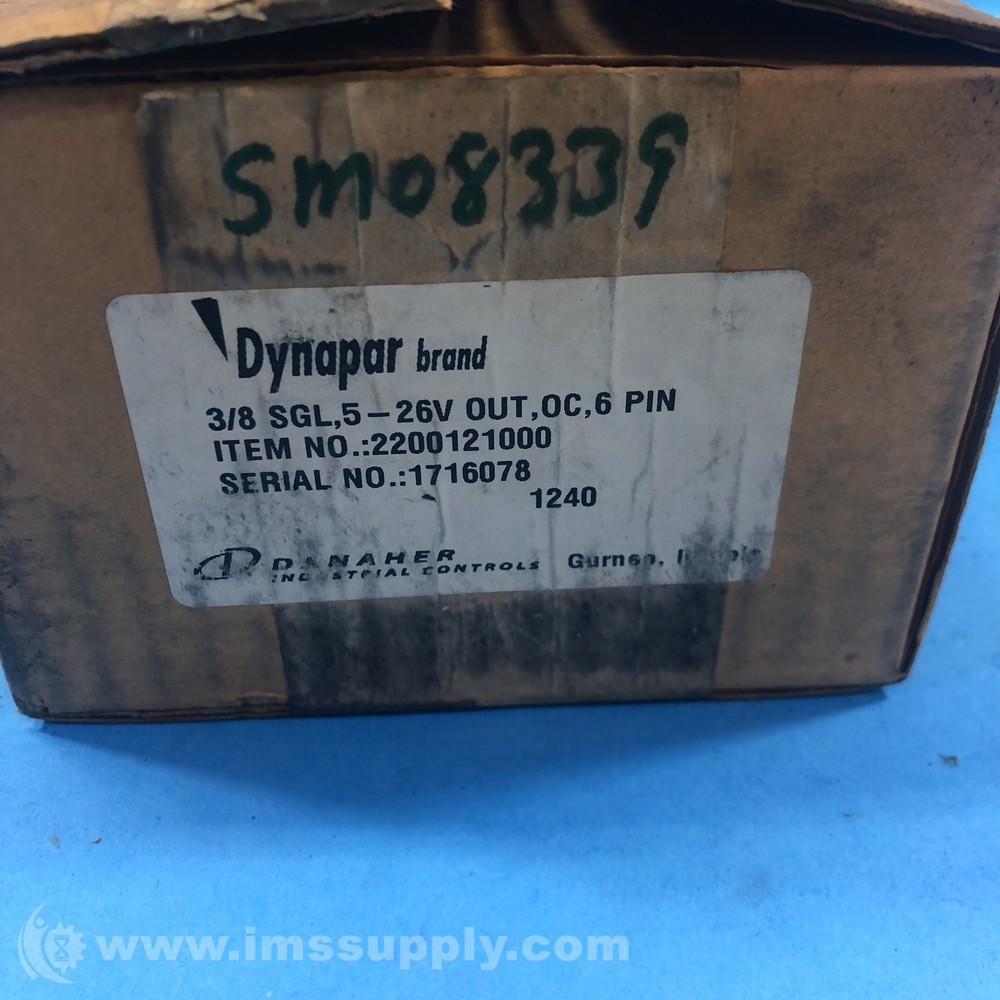 SM08339
Dynapar brand
3/8 SGL,5-26V OUT,OC,6 PIN
ITEM NO.:2200121000
SERIAL NO.:1716078
1240
DANAHER
INDUSTRIAL CONTROLS
Gurnee,
www.imssupply.com